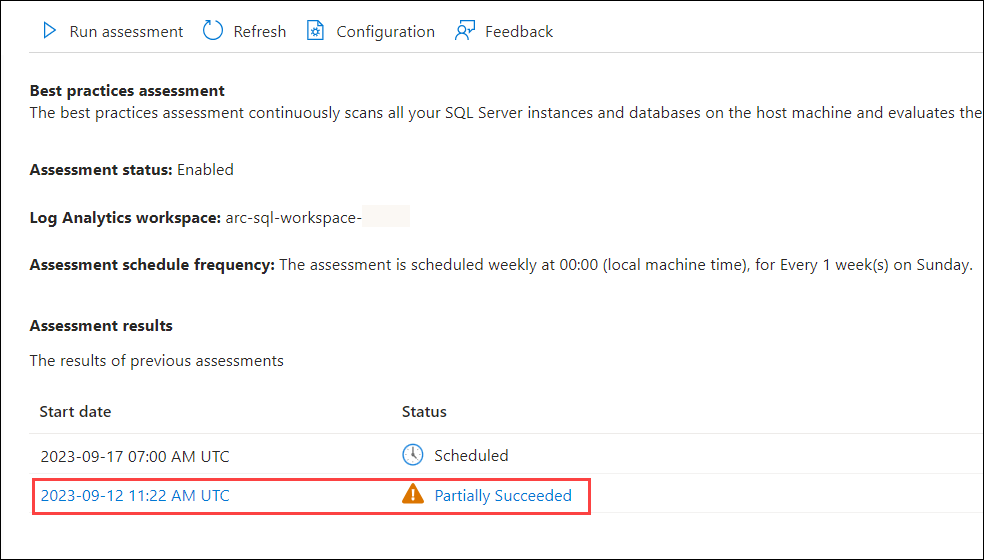 Run assessment Refresh Configuration Feedback
Best practices assessment
The best practices assessment continuously scans all your SQL Server instances and databases on the host machine and evaluates the
Assessment status: Enabled
Log Analytics workspace: arc-sql-workspace-
Assessment schedule frequency: The assessment is scheduled weekly at 00:00 (local machine time), for Every 1 week(s) on Sunday.
Assessment results
The results of previous assessments
Start date Status
2023-09-17 07:00 AM UTC Scheduled
2023-09-12 11:22 AM UTC Partially Succeeded